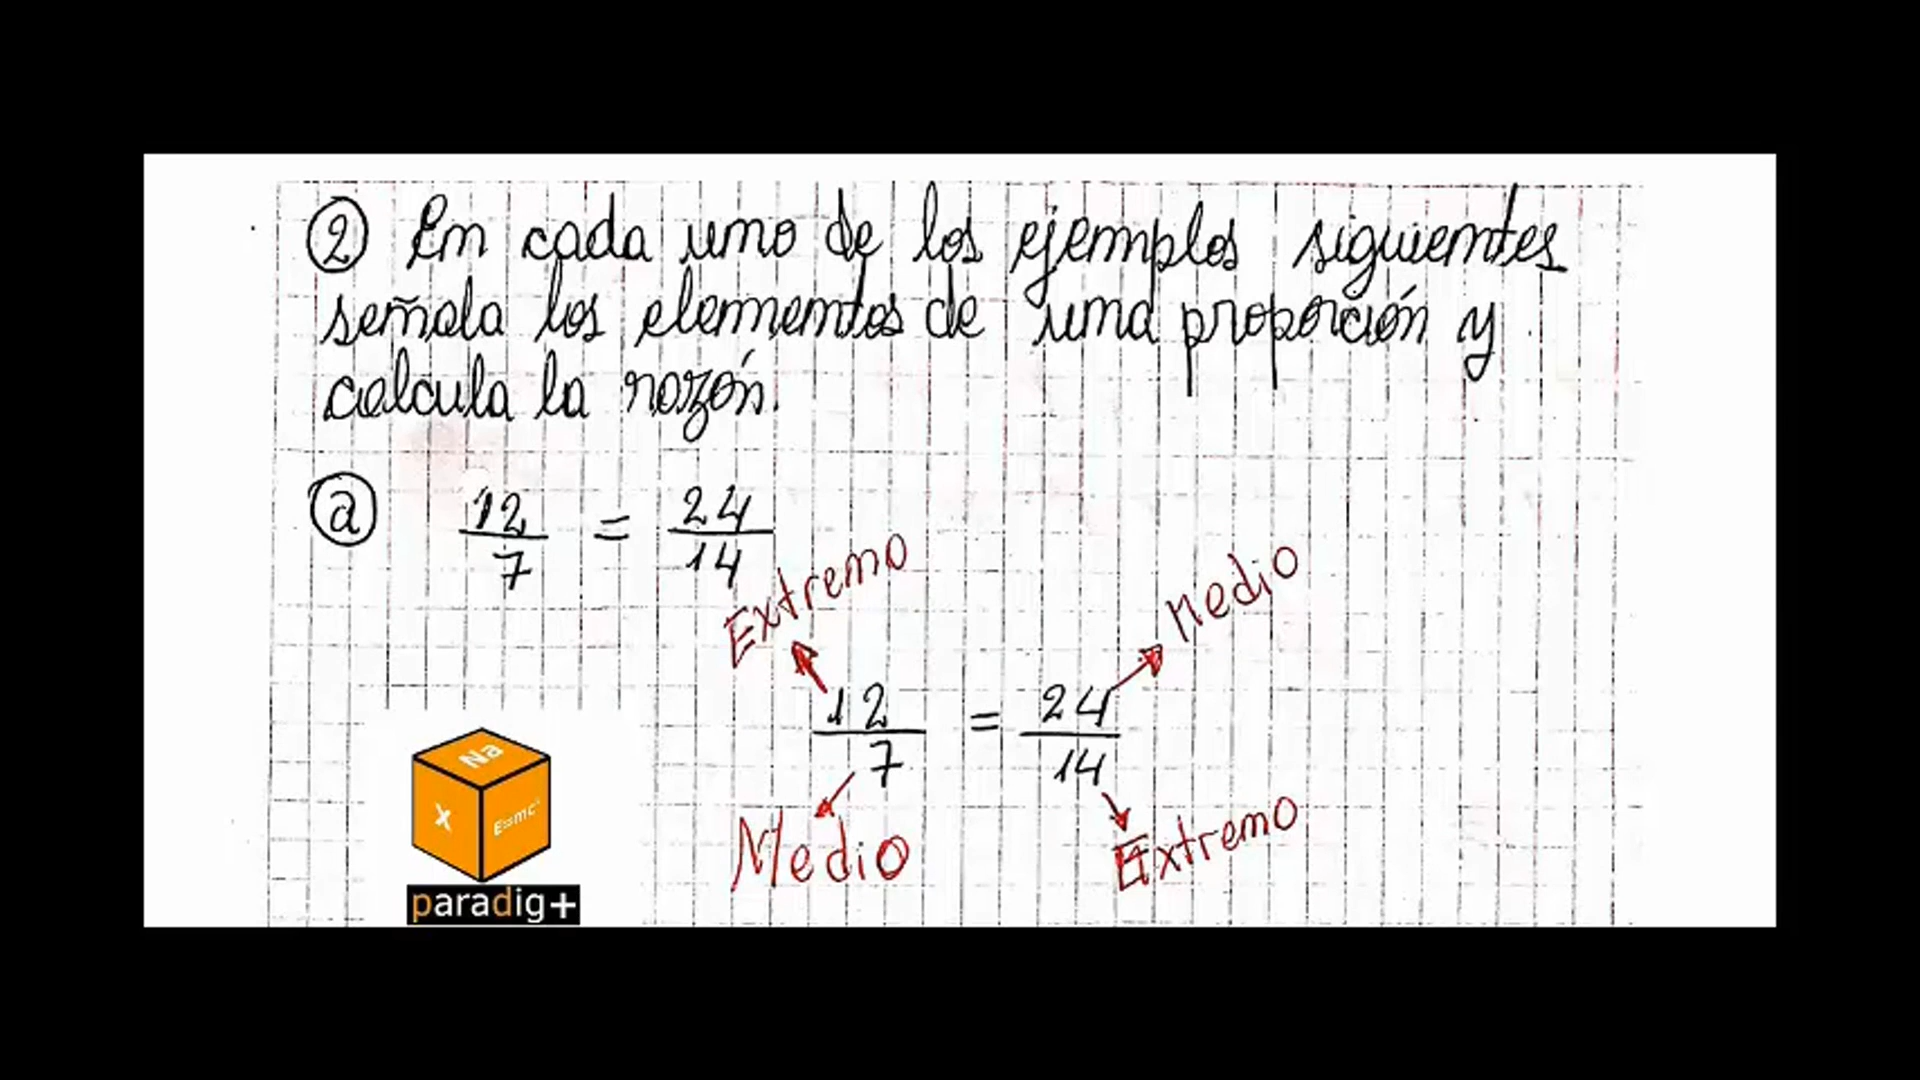 ② En cada uno de los ejemplos siguientes
señala los elementos de una proporción y
calcula la razón.
ⓐ 12/7 = 24/14
Extremo
Medio
12/7 = 24/14
Medio
Extremo
Na
X
E=mc²
paradig+